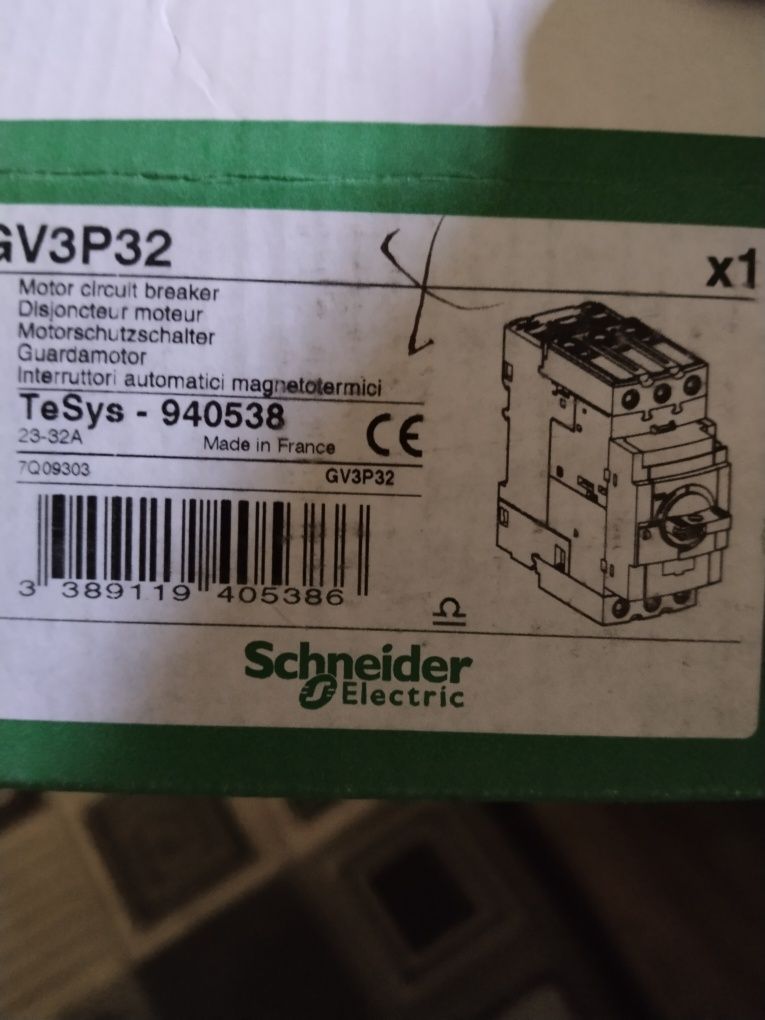 GV3P32
x1
Motor circuit breaker
Disjoncteur moteur
Motorschutzschalter
Guardamotor
Interruttori automatici magnetotermici
TeSys - 940538
23-32A
Made in France
CE
7Q09303
GV3P32
3 389119 405386
Schneider
Electric